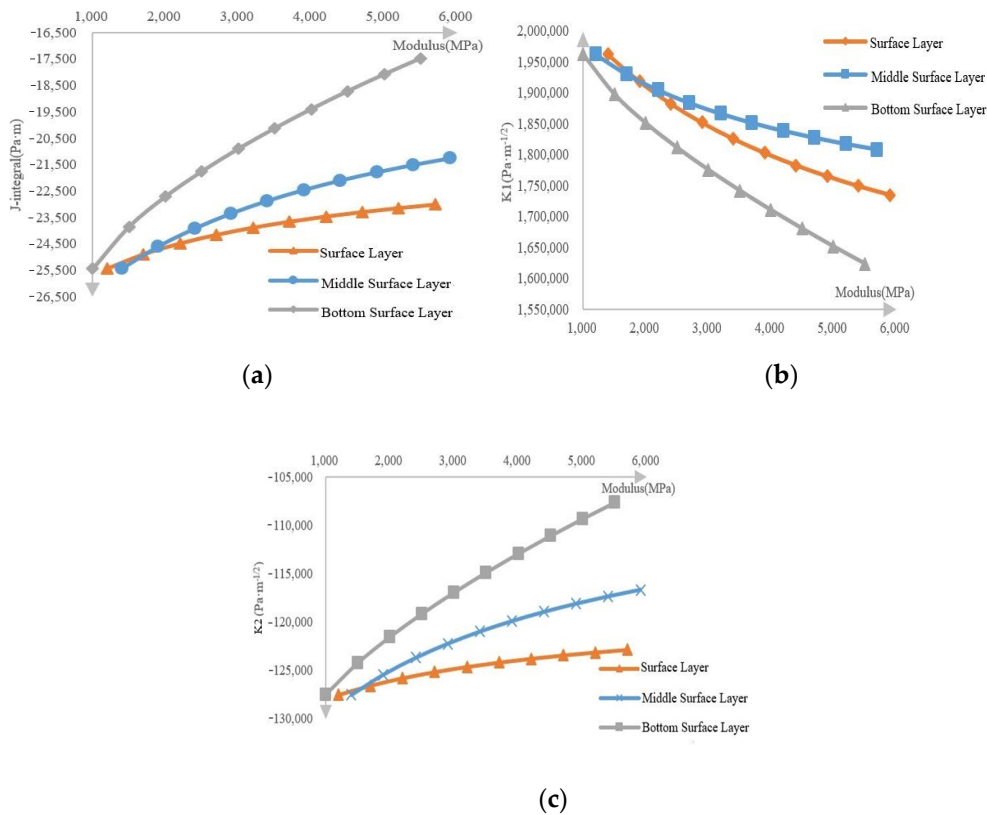 1,000 2,000 3,000 4,000 5,000 6,000
Modulus(MPa)
-16,500
-17,500
-18,500
-19,500
-20,500
-21,500
-22,500
-23,500
-24,500
-25,500
-26,500
J-integral(Pa·m)
Surface Layer
Middle Surface Layer
Bottom Surface Layer
(a)
2,000,000
1,950,000
1,900,000
1,850,000
1,800,000
1,750,000
1,700,000
1,650,000
1,600,000
1,550,000
K1(Pa·m-1/2)
Surface Layer
Middle Surface Layer
Bottom Surface Layer
Modulus(MPa)
1,000 2,000 3,000 4,000 5,000 6,000
(b)
1,000 2,000 3,000 4,000 5,000 6,000
Modulus(MPa)
-105,000
-110,000
-115,000
-120,000
-125,000
-130,000
K2 (Pa·m-1/2)
Surface Layer
Middle Surface Layer
Bottom Surface Layer
(c)